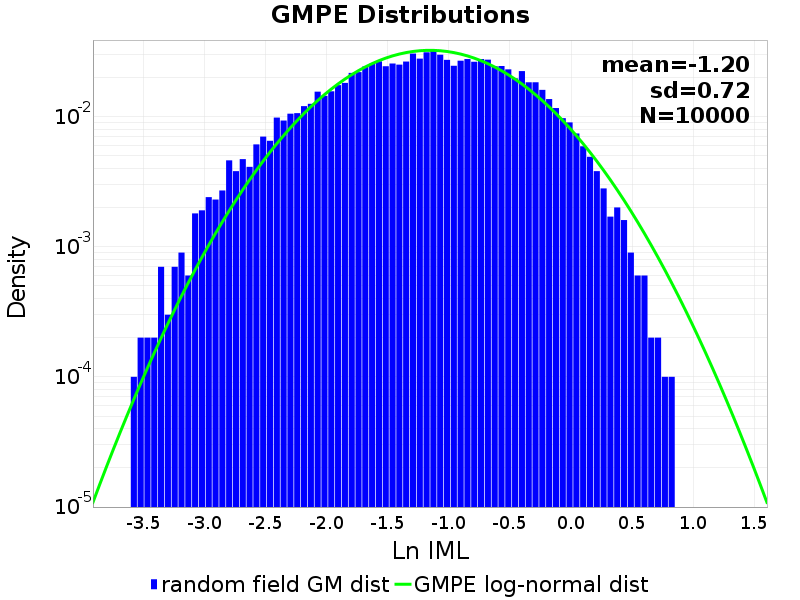 GMPE Distributions
mean=-1.20
sd=0.72
N=10000
10-2
10-3
10-4
10-5
Density
-3.5 -3.0 -2.5 -2.0 -1.5 -1.0 -0.5 0.0 0.5 1.0 1.5
Ln IML
random field GM dist GMPE log-normal dist